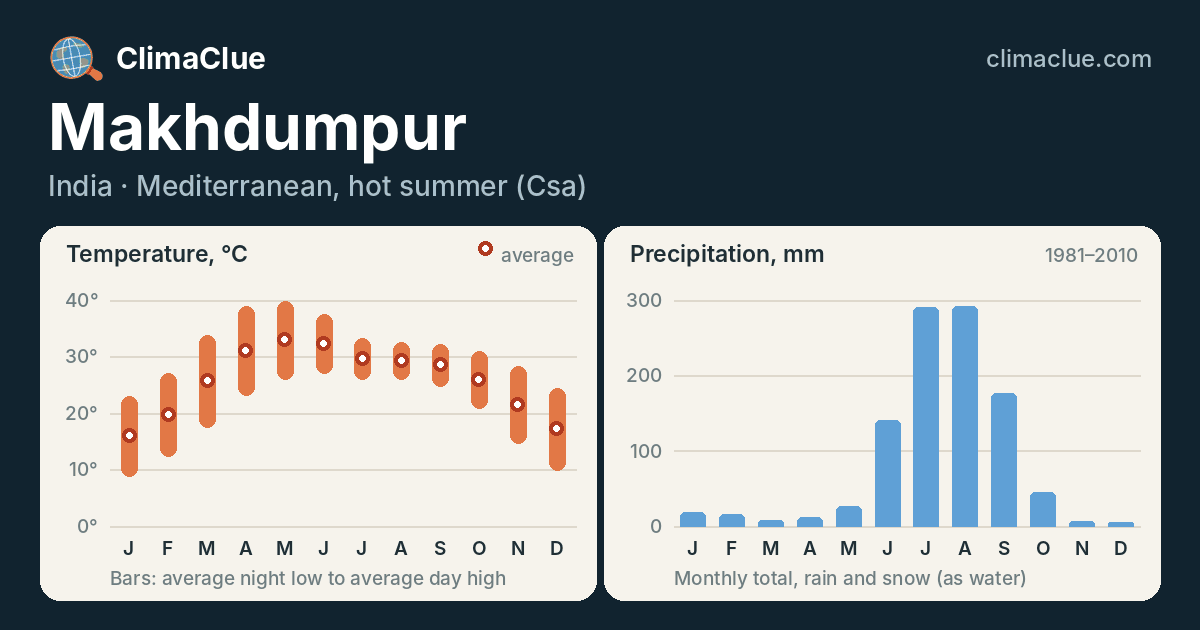 ClimaClue
climaclue.com
Makhdumpur
India · Mediterranean, hot summer (Csa)
Temperature, °C
average
40°
30°
20°
10°
0°
J F M A M J J A S O N D
Bars: average night low to average day high
Precipitation, mm
1981–2010
300
200
100
0
J F M A M J J A S O N D
Monthly total, rain and snow (as water)